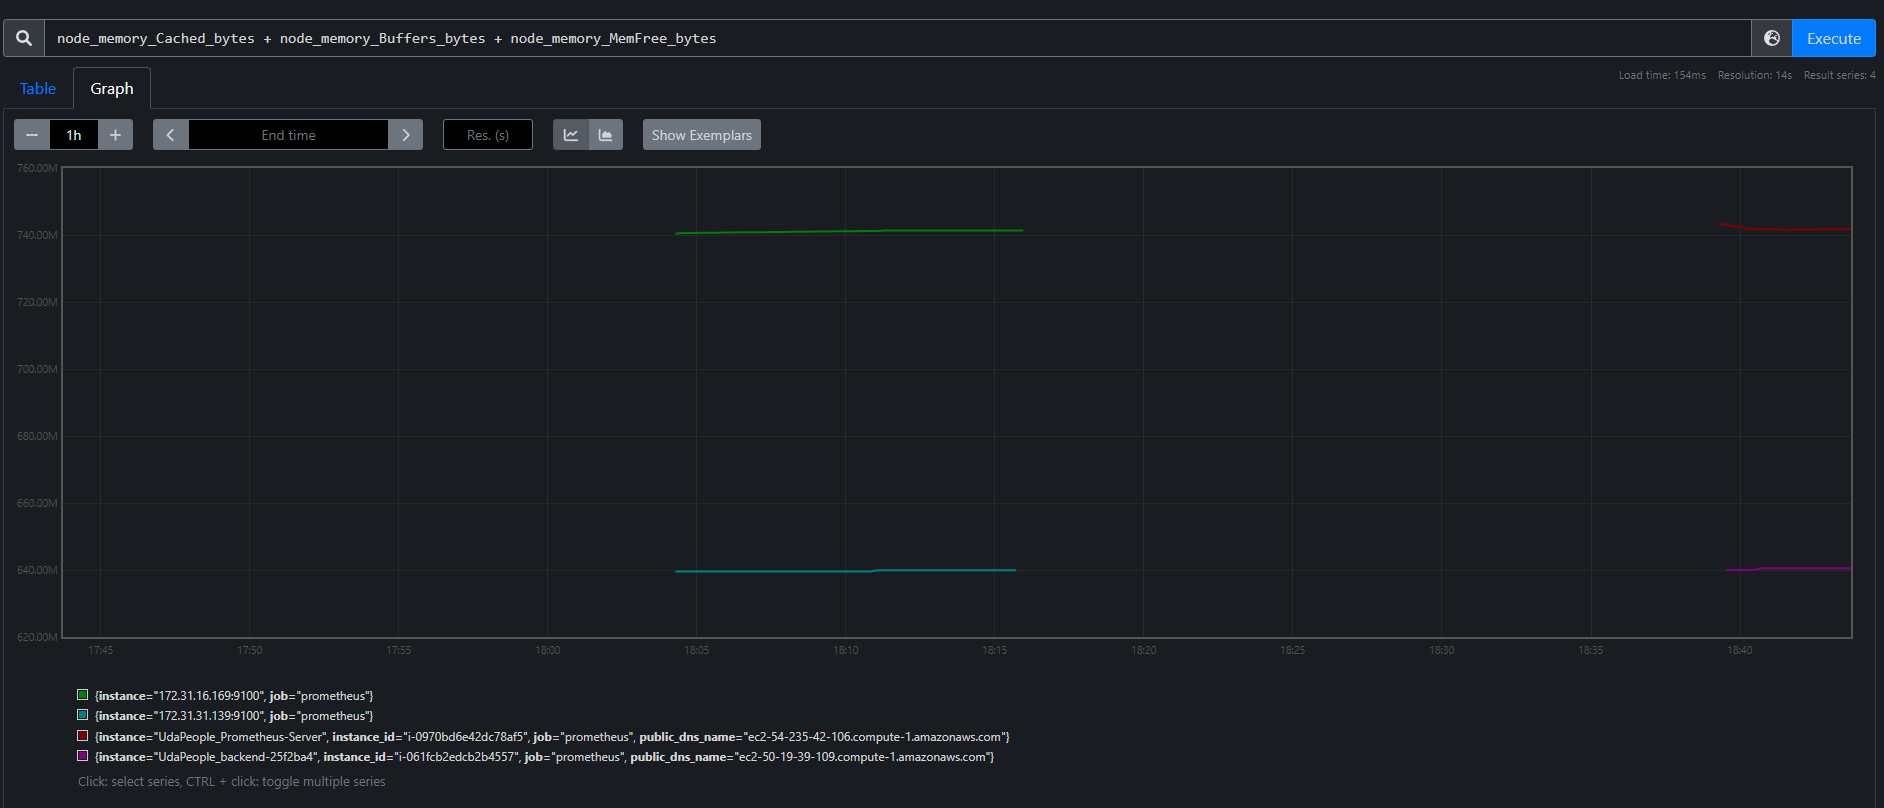 node_memory_Cached_bytes + node_memory_Buffers_bytes + node_memory_MemFree_bytes
Execute
Load time: 154ms Resolution: 14s Result series: 4
Table Graph
1h End time Res. (s) Show Exemplars
760.00M
740.00M
720.00M
700.00M
680.00M
660.00M
640.00M
620.00M
17:45 17:50 17:55 18:00 18:05 18:10 18:15 18:20 18:25 18:30 18:35 18:40
{instance="172.31.16.169:9100", job="prometheus"}
{instance="172.31.31.139:9100", job="prometheus"}
{instance="UdaPeople_Prometheus-Server", instance_id="i-0970bd6e42dc78af5", job="prometheus", public_dns_name="ec2-54-235-42-106.compute-1.amazonaws.com"}
{instance="UdaPeople_backend-25f2ba4", instance_id="i-061fcb2edcb2b4557", job="prometheus", public_dns_name="ec2-50-19-39-109.compute-1.amazonaws.com"}
Click: select series, CTRL + click: toggle multiple series